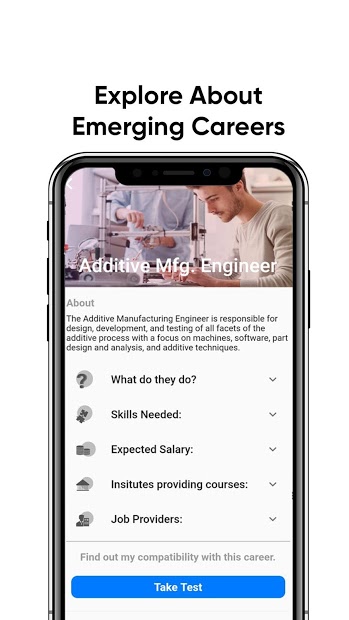 Explore About
Emerging Careers
Additive Mfg. Engineer
About
The Additive Manufacturing Engineer is responsible for
design, development, and testing of all facets of the
additive process with a focus on machines, software, part
design and analysis, and additive techniques.
What do they do?
Skills Needed:
Expected Salary:
Insitutes providing courses:
Job Providers:
Find out my compatibility with this career.
Take Test